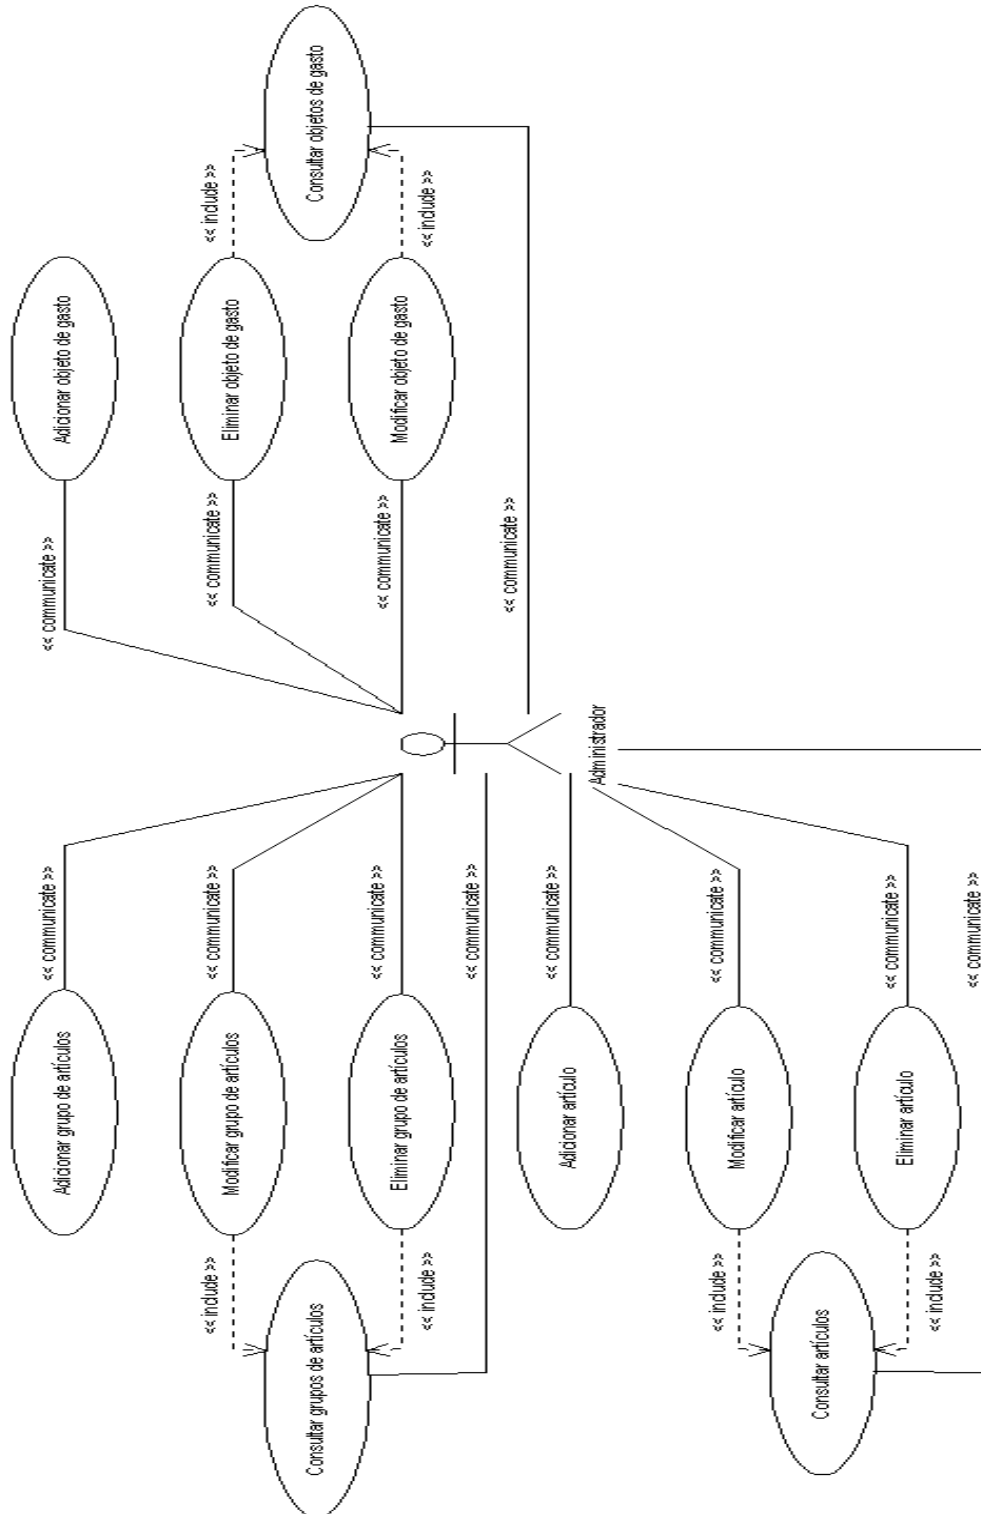 Adicionar grupo de artículos
<< communicate >>
<< communicate >>
Adicionar objeto de gasto
Modificar grupo de artículos
<< communicate >>
<< communicate >>
Eliminar objeto de gasto
<< include >>
<< include >>
Consultar grupos de artículos
Consultar objetos de gasto
Eliminar grupo de artículos
<< communicate >>
<< communicate >>
Modificar objeto de gasto
<< include >>
<< include >>
<< communicate >>
<< communicate >>
Adicionar artículo
<< communicate >>
Administrador
Modificar artículo
<< communicate >>
<< include >>
Consultar artículos
Eliminar artículo
<< communicate >>
<< include >>
<< communicate >>